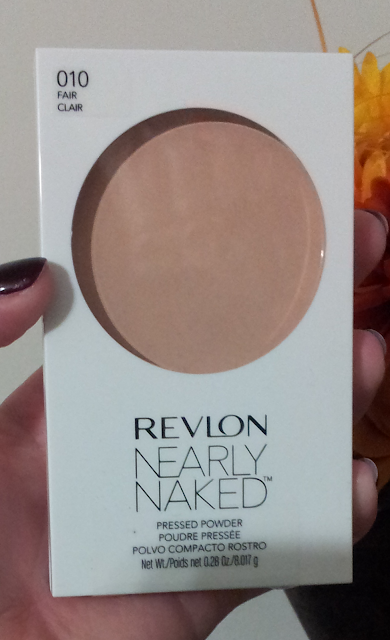 010
FAIR
CLAIR
REVLON
NEARLY
NAKED™
PRESSED POWDER
POUDRE PRESSÉE
POLVO COMPACTO ROSTRO
Net Wt./Poids net 0.28 Oz./8.017 g